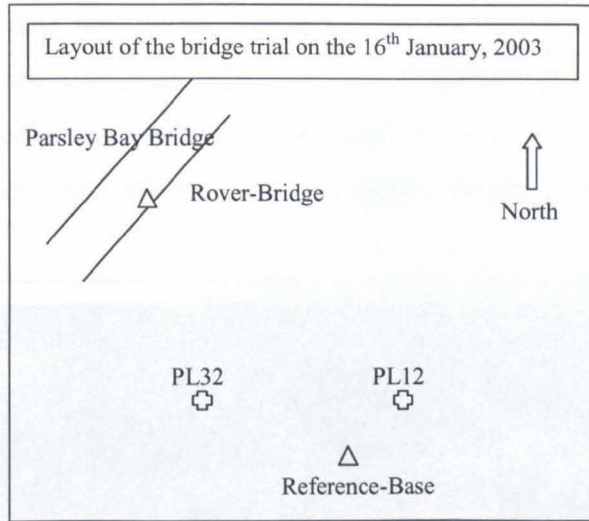 Layout of the bridge trial on the 16th January, 2003
Parsley Bay Bridge
Rover-Bridge
North
PL32
PL12
Reference-Base